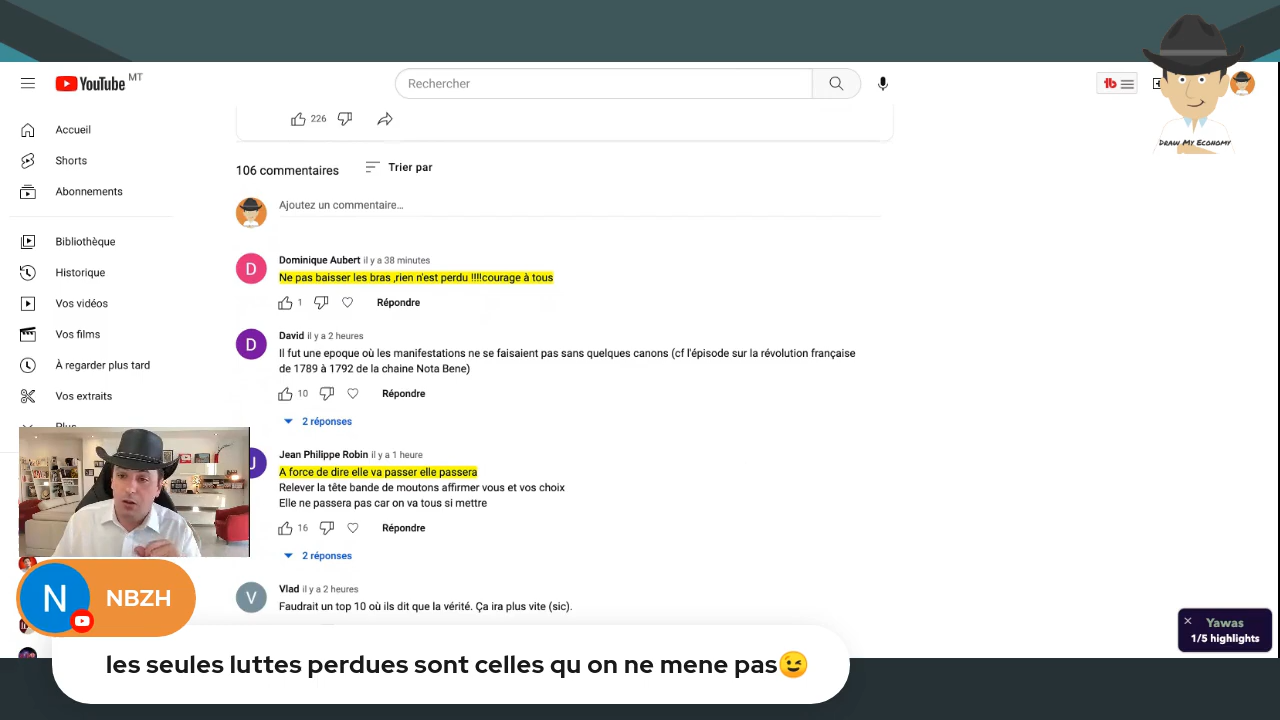 YouTube MT
Rechercher
DRAW MY ECONOMY
Accueil
Shorts
Abonnements
Bibliothèque
Historique
Vos vidéos
Vos films
À regarder plus tard
Vos extraits
Plus
226
106 commentaires
Trier par
Ajoutez un commentaire...
D
Dominique Aubert il y a 38 minutes
Ne pas baisser les bras ,rien n'est perdu !!!!courage à tous
1 Répondre
D
David il y a 2 heures
Il fut une epoque où les manifestations ne se faisaient pas sans quelques canons (cf l'épisode sur la révolution française
de 1789 à 1792 de la chaine Nota Bene)
10 Répondre
2 réponses
J
Jean Philippe Robin il y a 1 heure
A force de dire elle va passer elle passera
Relever la tête bande de moutons affirmer vous et vos choix
Elle ne passera pas car on va tous si mettre
16 Répondre
2 réponses
V
Vlad il y a 2 heures
Faudrait un top 10 où ils dit que la vérité. Ça ira plus vite (sic).
Yawas
1/5 highlights
N NBZH
les seules luttes perdues sont celles qu on ne mene pas😉